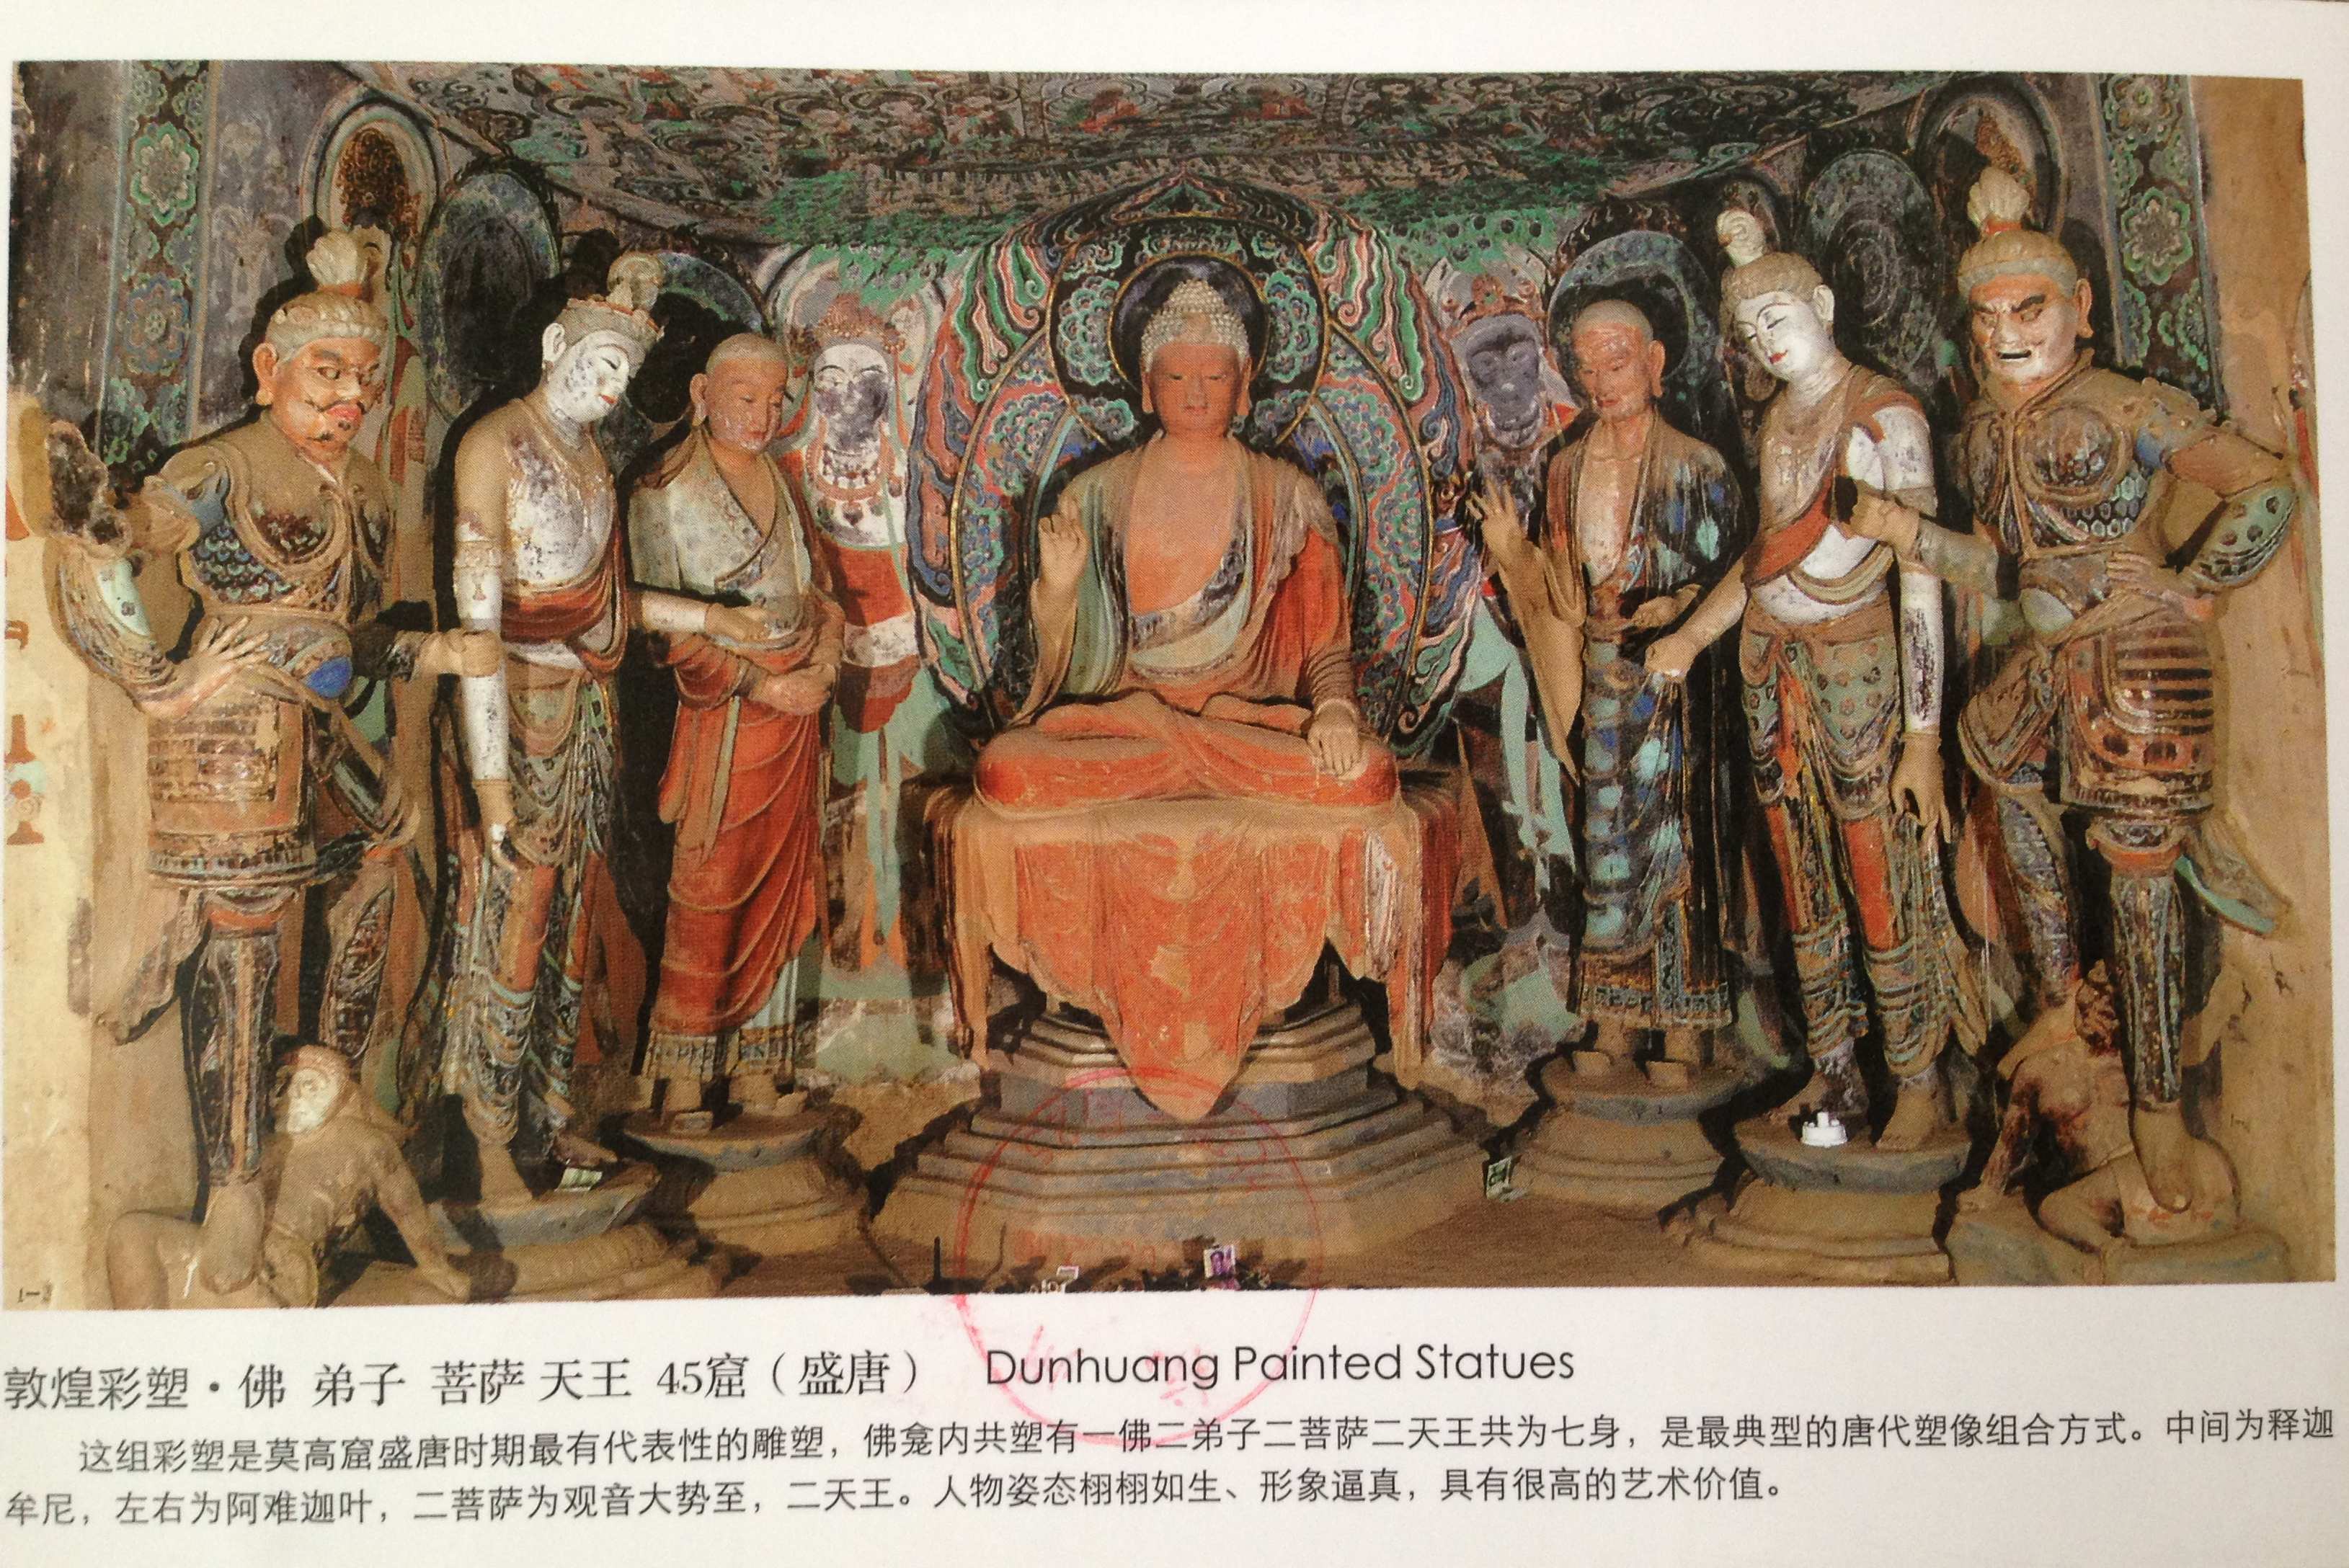 敦煌彩塑·佛 弟子 菩萨 天王 45窟（盛唐） Dunhuang Painted Statues
这组彩塑是莫高窟盛唐时期最有代表性的雕塑，佛龛内共塑有一佛二弟子二菩萨二天王共为七身，是最典型的唐代塑像组合方式。中间为释迦
牟尼，左右为阿难迦叶，二菩萨为观音大势至，二天王。人物姿态栩栩如生、形象逼真，具有很高的艺术价值。